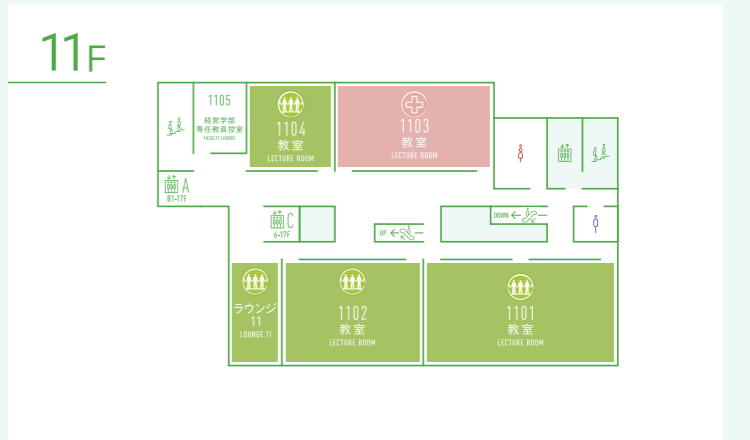 11F
1105
経営学部
専任教員控室
FACULTY LOUNGE
1104
教室
LECTURE ROOM
1103
教室
LECTURE ROOM
A
B1-17F
C
6-17F
UP
DOWN
ラウンジ
11
LOUNGE 11
1102
教室
LECTURE ROOM
1101
教室
LECTURE ROOM